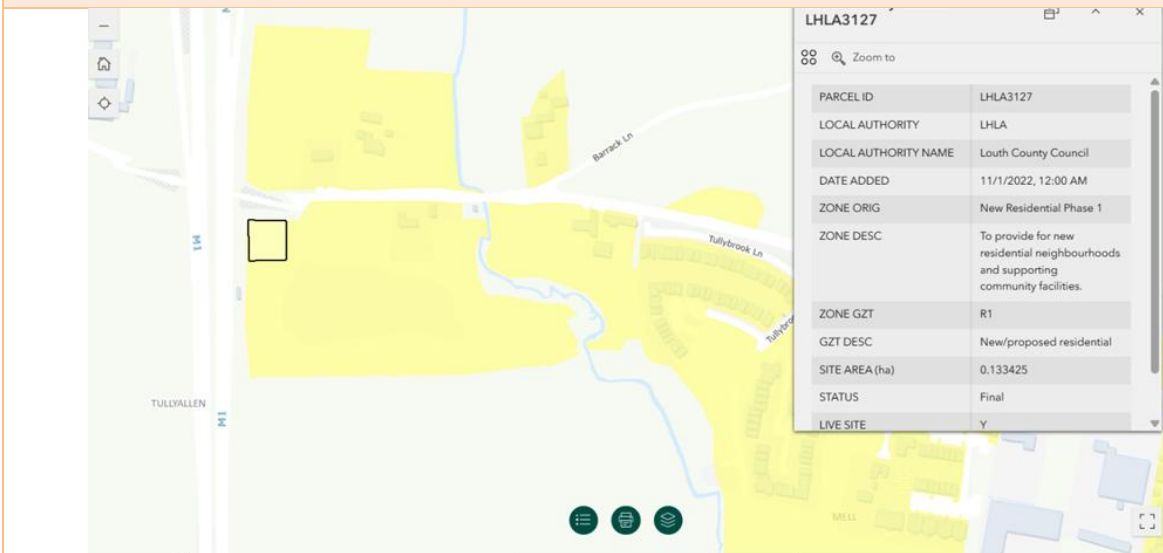 LHLA3127
Zoom to
PARCEL ID LHLA3127
LOCAL AUTHORITY LHLA
LOCAL AUTHORITY NAME Louth County Council
DATE ADDED 11/1/2022, 12:00 AM
ZONE ORIG New Residential Phase 1
ZONE DESC To provide for new
residential neighbourhoods
and supporting
community facilities.
ZONE GZT R1
GZT DESC New/proposed residential
SITE AREA (ha) 0.133425
STATUS Final
LIVE SITE Y
Barrack Ln
Tullybrook Ln
M1
TULLYALLEN
M1
MELL